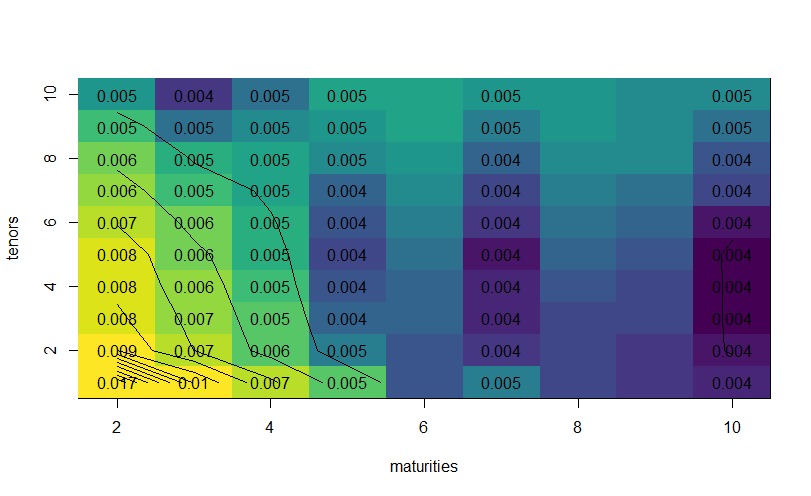 10 0.005 0.004 0.005 0.005 0.005 0.005
0.005 0.005 0.005 0.005 0.005 0.005
8 0.006 0.005 0.005 0.005 0.004 0.004
0.006 0.005 0.005 0.004 0.004 0.004
6 0.007 0.006 0.005 0.004 0.004 0.004
0.008 0.006 0.005 0.004 0.004 0.004
4 0.008 0.006 0.005 0.004 0.004 0.004
0.008 0.007 0.005 0.004 0.004 0.004
2 0.009 0.007 0.006 0.005 0.004 0.004
0.017 0.01 0.007 0.005 0.005 0.004
tenors
2 4 6 8 10
maturities